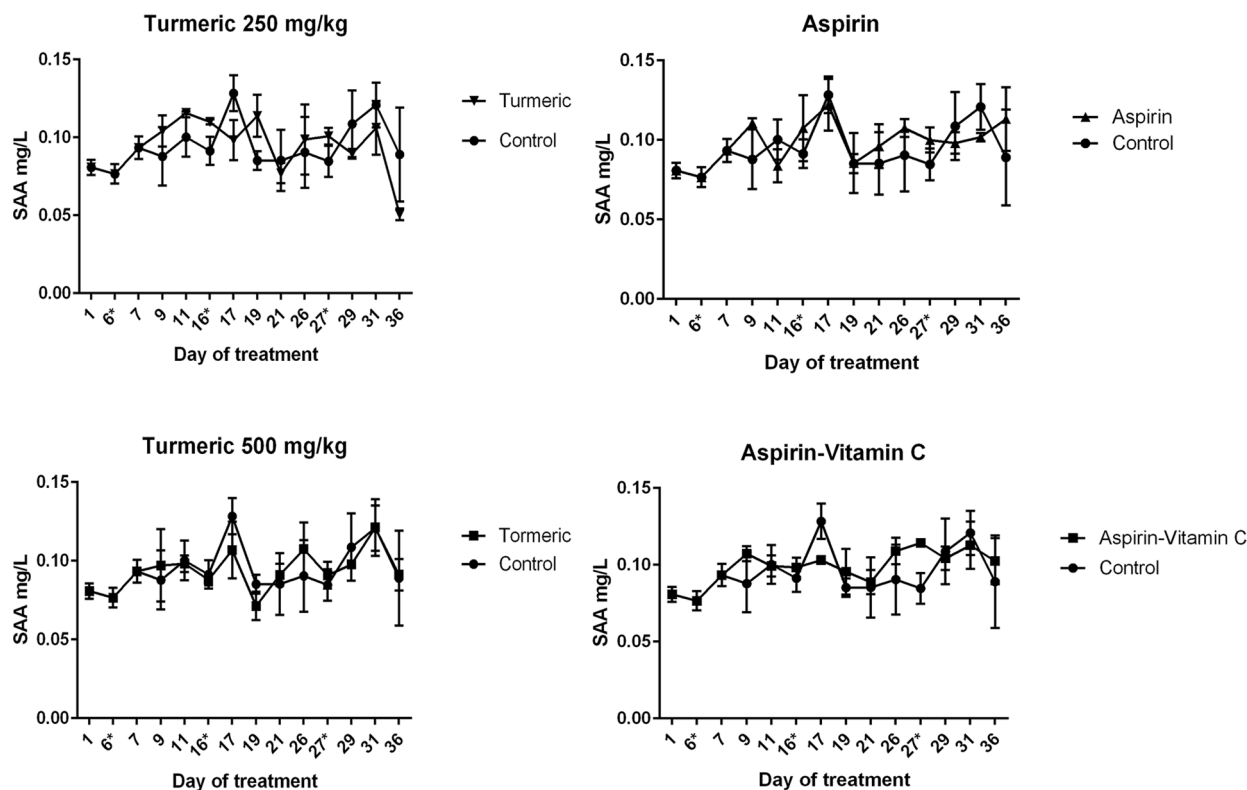 Turmeric 250 mg/kg
SAA mg/L
0.15
0.10
0.05
0.00
1 6* 7 9 11 16* 17 19 21 26 27* 29 31 36
Day of treatment
Turmeric
Control
Aspirin
SAA mg/L
0.15
0.10
0.05
0.00
1 6* 7 9 11 16* 17 19 21 26 27* 29 31 36
Day of treatment
Aspirin
Control
Turmeric 500 mg/kg
SAA mg/L
0.15
0.10
0.05
0.00
1 6* 7 9 11 16* 17 19 21 26 27* 29 31 36
Day of treatment
Tormeric
Control
Aspirin-Vitamin C
SAA mg/L
0.15
0.10
0.05
0.00
1 6* 7 9 11 16* 17 19 21 26 27* 29 31 36
Day of treatment
Aspirin-Vitamin C
Control